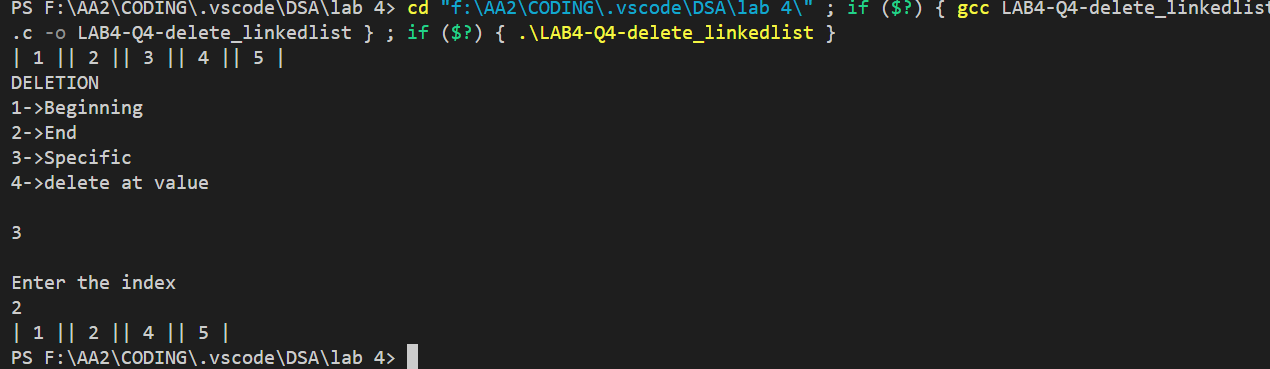 PS F:\AA2\CODING\.vscode\DSA\lab 4> cd "f:\AA2\CODING\.vscode\DSA\lab 4\" ; if ($?) { gcc LAB4-Q4-delete_linkedlist
.c -o LAB4-Q4-delete_linkedlist } ; if ($?) { .\LAB4-Q4-delete_linkedlist }
| 1 || 2 || 3 || 4 || 5 |
DELETION
1->Beginning
2->End
3->Specific
4->delete at value
3
Enter the index
2
| 1 || 2 || 4 || 5 |
PS F:\AA2\CODING\.vscode\DSA\lab 4>